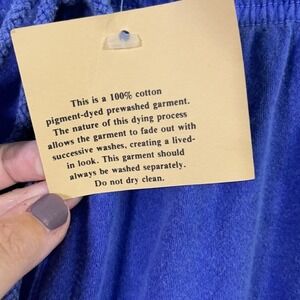 This is a 100% cotton
pigment-dyed prewashed garment.
The nature of this dying process
allows the garment to fade out with
successive washes, creating a lived-
in look. This garment should
always be washed separately.
Do not dry clean.